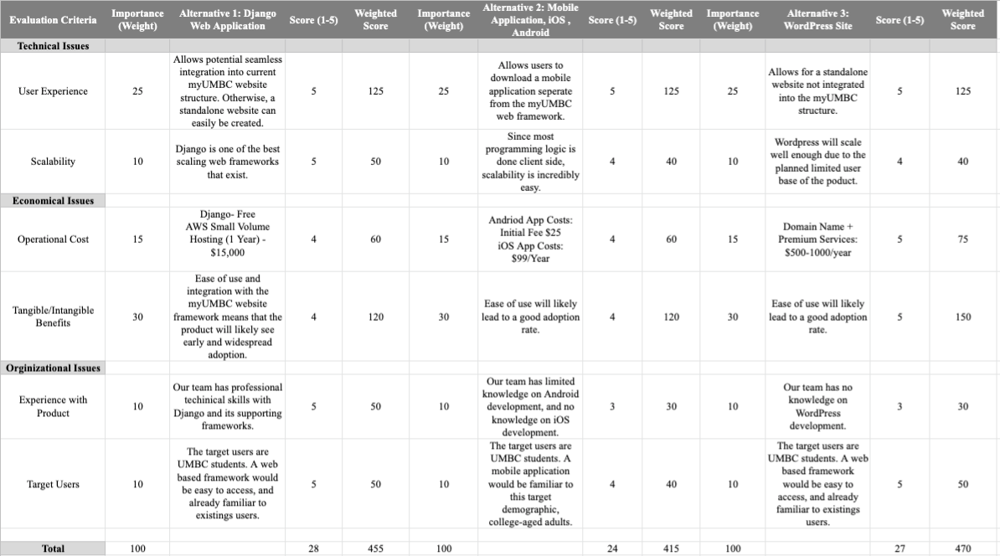 Evaluation Criteria
Importance
(Weight)
Alternative 1: Django
Web Application
Score (1-5)
Weighted
Score
Importance
(Weight)
Alternative 2: Mobile
Application, iOS ,
Android
Score (1-5)
Weighted
Score
Importance
(Weight)
Alternative 3:
WordPress Site
Score (1-5)
Weighted
Score
Technical Issues
User Experience
25
Allows potential seamless
integration into current
myUMBC website
structure. Otherwise, a
standalone website can
easily be created.
5
125
25
Allows users to
download a mobile
application seperate
from the myUMBC
web framework.
5
125
25
Allows for a standalone
website not integrated
into the myUMBC
structure.
5
125
Scalability
10
Django is one of the best
scaling web frameworks
that exist.
5
50
10
Since most
programming logic is
done client side,
scalability is incredibly
easy.
4
40
10
Wordpress will scale
well enough due to the
planned limited user
base of the poduct.
4
40
Economical Issues
Operational Cost
15
Django- Free
AWS Small Volume
Hosting (1 Year) -
$15,000
4
60
15
Andriod App Costs:
Initial Fee $25
iOS App Costs:
$99/Year
4
60
15
Domain Name +
Premium Services:
$500-1000/year
5
75
Tangible/Intangible
Benefits
30
Ease of use and
integration with the
myUMBC website
framework means that the
product will likely see
early and widespread
adoption.
4
120
30
Ease of use will likely
lead to a good adoption
rate.
4
120
30
Ease of use will likely
lead to a good adoption
rate.
5
150
Orginizational Issues
Experience with
Product
10
Our team has professional
techinical skills with
Django and its supporting
frameworks.
5
50
10
Our team has limited
knowledge on Android
development, and no
knowledge on iOS
development.
3
30
10
Our team has no
knowledge on
WordPress
development.
3
30
Target Users
10
The target users are
UMBC students. A web
based framework would
be easy to access, and
already familiar to
existings users.
5
50
10
The target users are
UMBC students. A
mobile application
would be familiar to
this target
demographic,
college-aged adults.
4
40
10
The target users are
UMBC students. A web
based framework
would be easy to
access, and already
familiar to existings
users.
5
50
Total
100
28
455
100
24
415
100
27
470